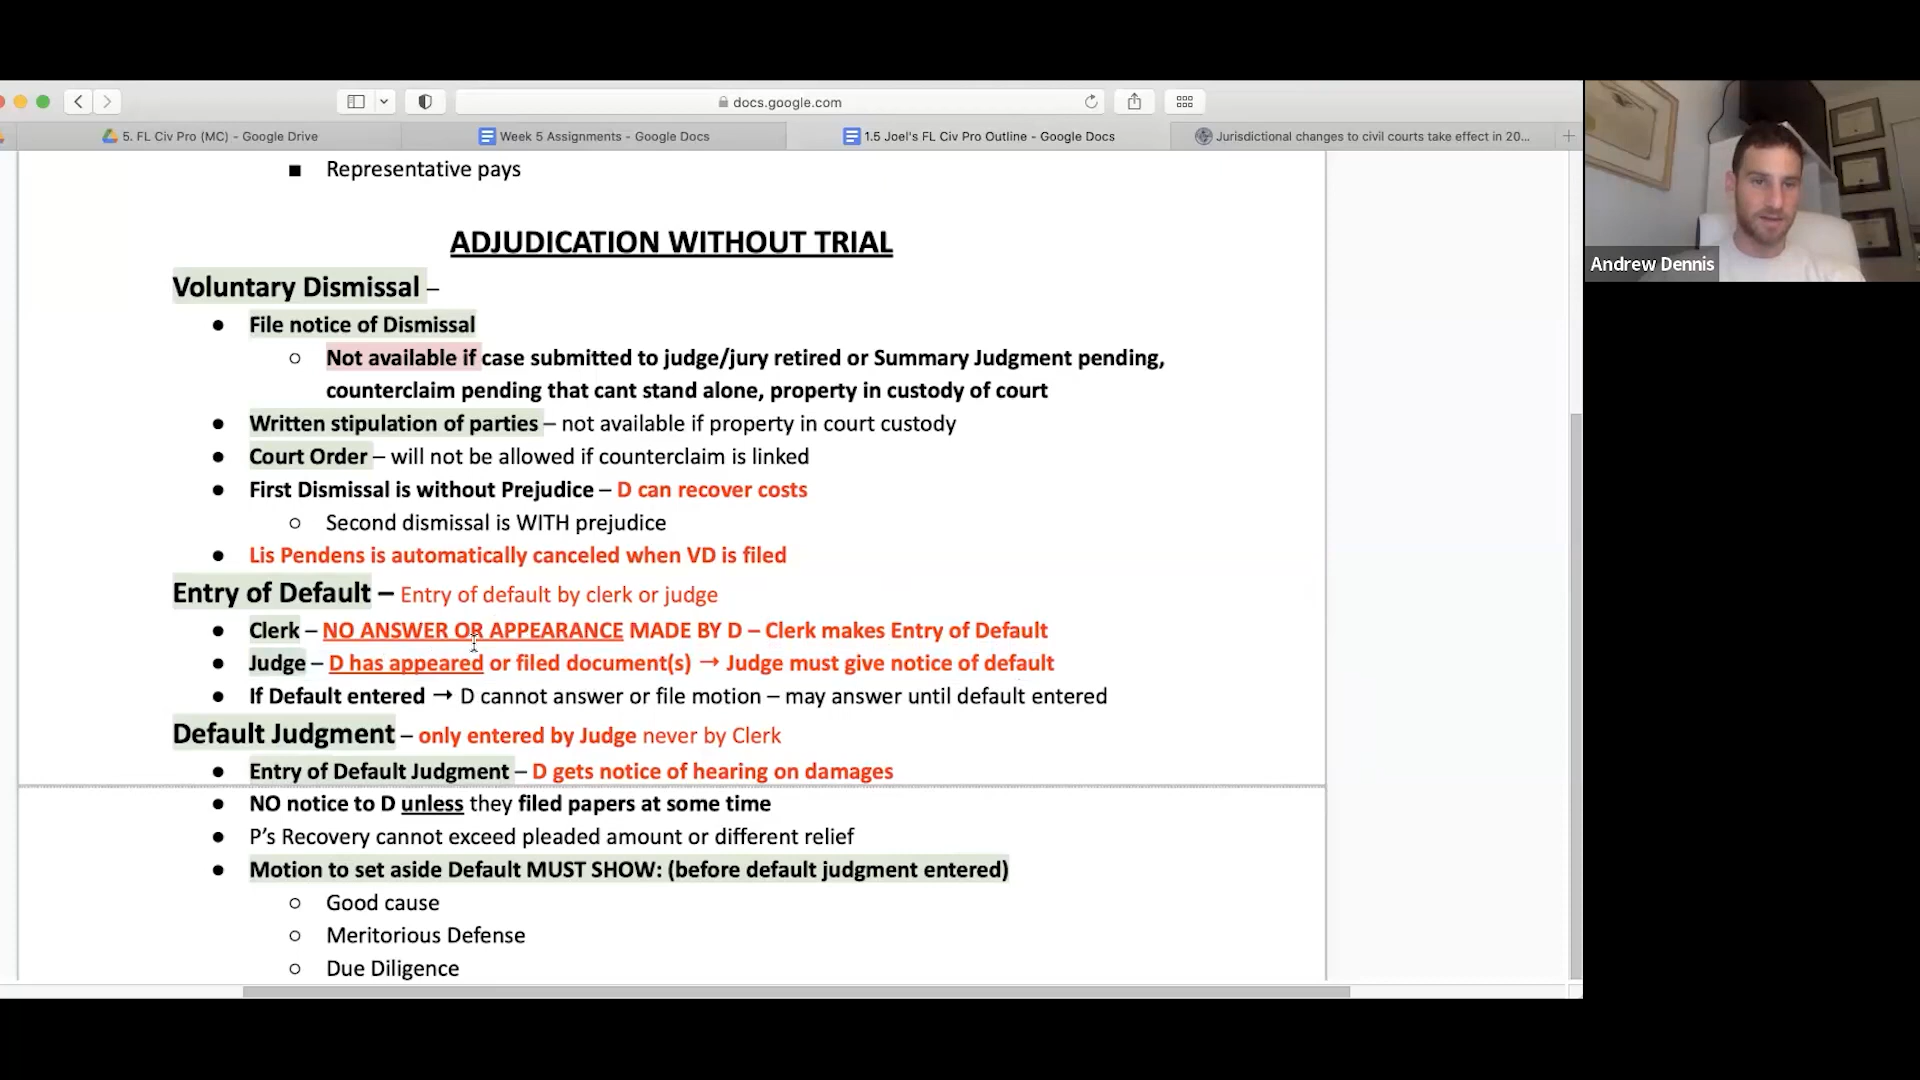 docs.google.com
5. FL Civ Pro (MC) - Google Drive
Week 5 Assignments - Google Docs
1.5 Joel's FL Civ Pro Outline - Google Docs
Jurisdictional changes to civil courts take effect in 20...
■ Representative pays
ADJUDICATION WITHOUT TRIAL
Voluntary Dismissal –
● File notice of Dismissal
○ Not available if case submitted to judge/jury retired or Summary Judgment pending,
counterclaim pending that cant stand alone, property in custody of court
● Written stipulation of parties – not available if property in court custody
● Court Order – will not be allowed if counterclaim is linked
● First Dismissal is without Prejudice – D can recover costs
○ Second dismissal is WITH prejudice
● Lis Pendens is automatically canceled when VD is filed
Entry of Default – Entry of default by clerk or judge
● Clerk – NO ANSWER OR APPEARANCE MADE BY D – Clerk makes Entry of Default
● Judge – D has appeared or filed document(s) → Judge must give notice of default
● If Default entered → D cannot answer or file motion – may answer until default entered
Default Judgment – only entered by Judge never by Clerk
● Entry of Default Judgment – D gets notice of hearing on damages
● NO notice to D unless they filed papers at some time
● P's Recovery cannot exceed pleaded amount or different relief
● Motion to set aside Default MUST SHOW: (before default judgment entered)
○ Good cause
○ Meritorious Defense
○ Due Diligence
Andrew Dennis